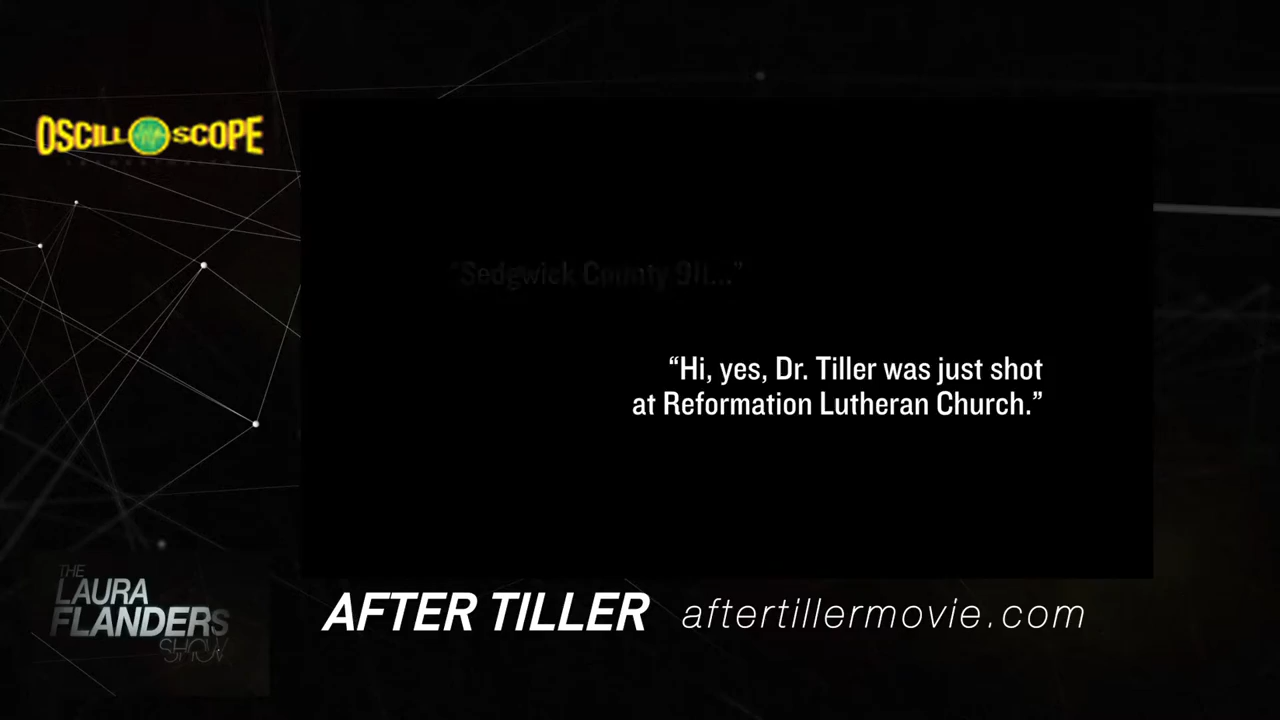 OSCILLOSCOPE
"Sedgwick County 911..."
“Hi, yes, Dr. Tiller was just shot
at Reformation Lutheran Church.”
THE
LAURA
FLANDERS
SHOW
AFTER TILLER aftertillermovie.com